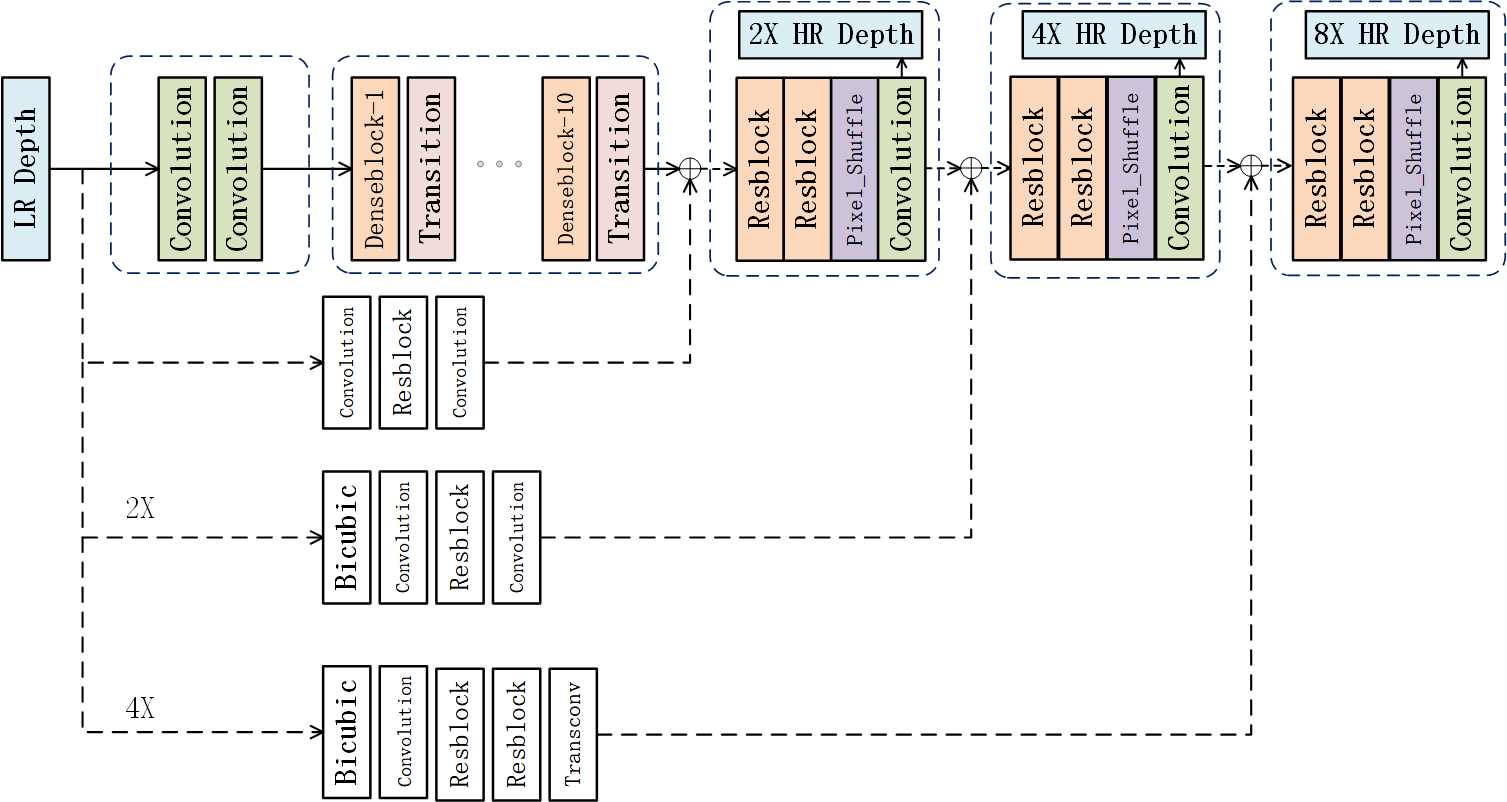 LR Depth
Convolution
Convolution
Denseblock-1
Transition
Denseblock-10
Transition
2X HR Depth
Resblock
Resblock
Pixel_Shuffle
Convolution
4X HR Depth
Resblock
Resblock
Pixel_Shuffle
Convolution
8X HR Depth
Resblock
Resblock
Pixel_Shuffle
Convolution
Convolution
Resblock
Convolution
2X
Bicubic
Convolution
Resblock
Convolution
4X
Bicubic
Convolution
Resblock
Resblock
Transconv